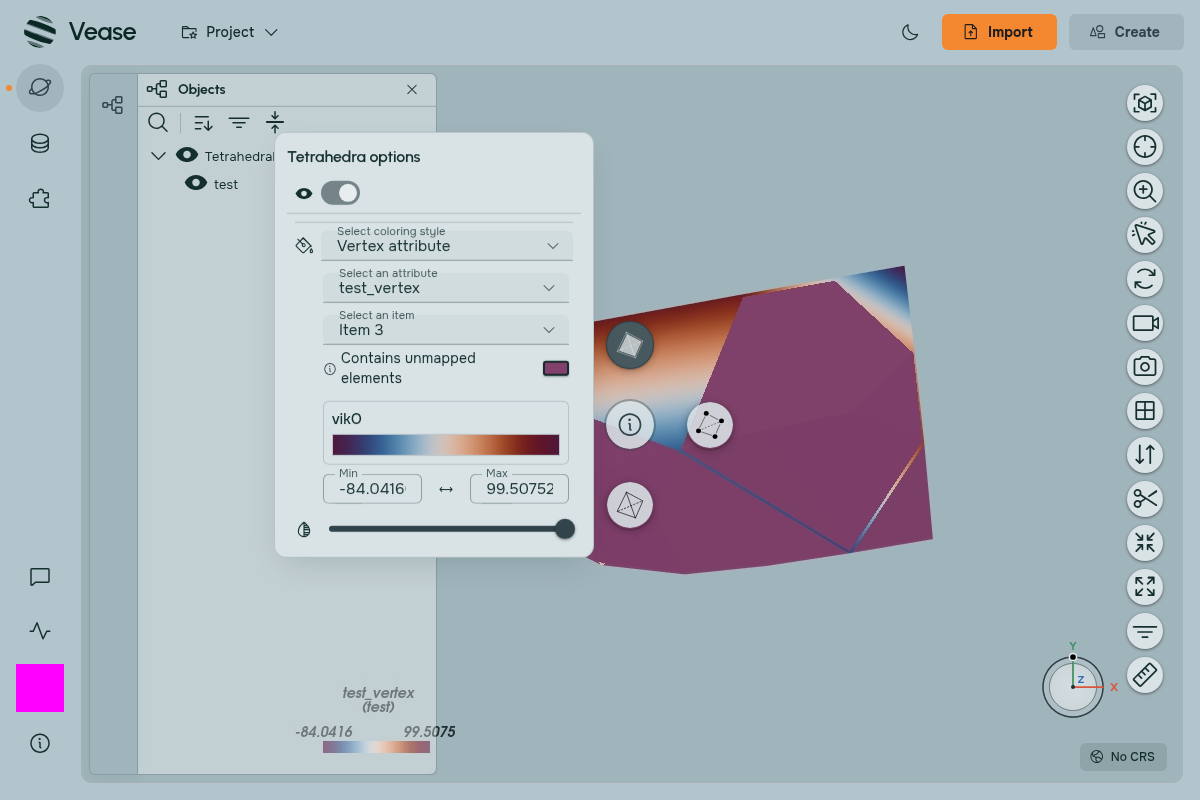 Vease
Project
Import
Create
Objects
Tetrahedra
test
Tetrahedra options
Select coloring style
Vertex attribute
Select an attribute
test_vertex
Select an item
Item 3
Contains unmapped
elements
vikO
Min
Max
-84.0416
99.50752
test_vertex
(test)
-84.0416
99.5075
Y
Z
X
No CRS